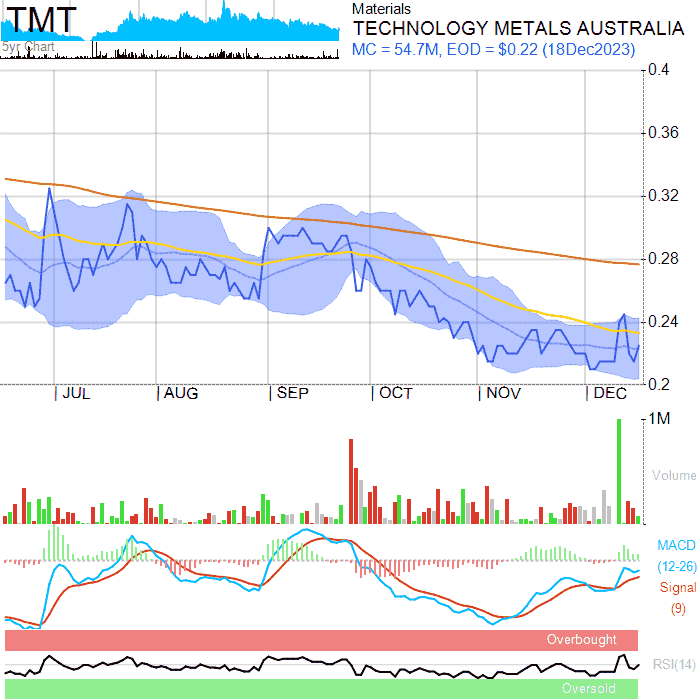 TMT
5yr Chart
Materials
TECHNOLOGY METALS AUSTRALIA
MC = 54.7M, EOD = $0.22 (18Dec2023)
0.4
0.36
0.32
0.28
0.24
0.2
JUL AUG SEP OCT NOV DEC
1M
Volume
MACD
(12-26)
Signal
(9)
Overbought
RSI(14)
Oversold